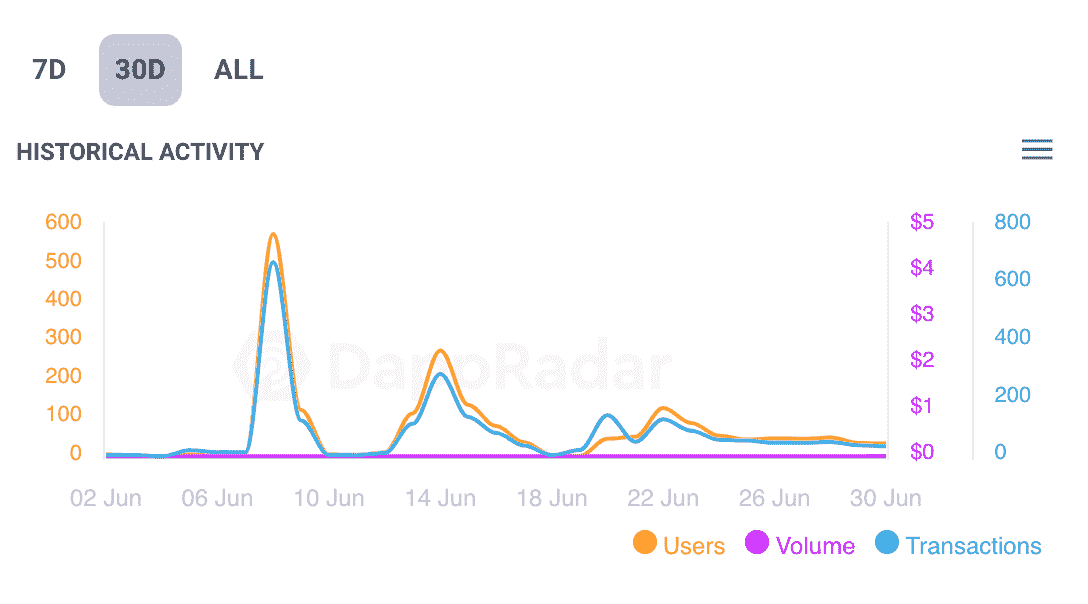 7D 30D ALL
HISTORICAL ACTIVITY
600 $5 800
500
$4
400 600
300 $3
400
200 $2
200
100 $1
0 $0 0
DappRadar
02 Jun 06 Jun 10 Jun 14 Jun 18 Jun 22 Jun 26 Jun 30 Jun
Users Volume Transactions